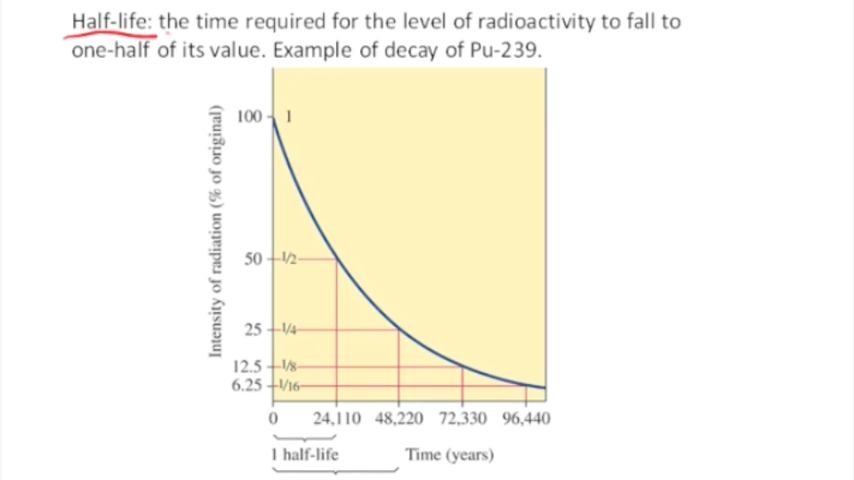 Half-life: the time required for the level of radioactivity to fall to
one-half of its value. Example of decay of Pu-239.
Intensity of radiation (% of original)
100 1
50 1/2
25 1/4
12.5 1/8
6.25 1/16
0 24,110 48,220 72,330 96,440
1 half-life Time (years)